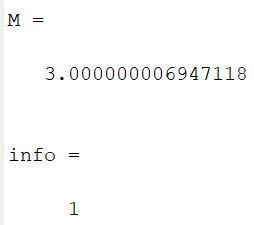 M =
3.000000006947118
info =
1